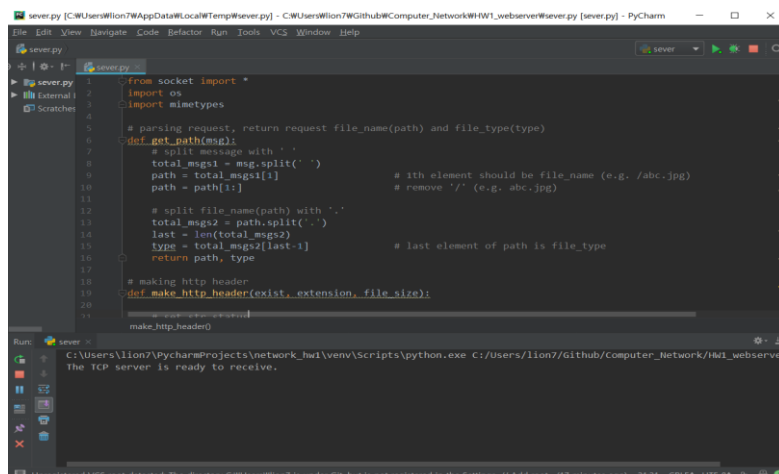 sever.py [C:₩Users₩lion7₩AppData₩Local₩Temp₩sever.py] - C:₩Users₩lion7₩Github₩Computer_Network₩HW1_webserver₩sever.py [sever.py] - PyCharm
File Edit View Navigate Code Refactor Run Tools VCS Window Help
sever.py
sever
sever.py
sever.py
External
Scratches
1 from socket import *
2 import os
3 import mimetypes
4
5 # parsing request, return request file_name(path) and file_type(type)
6 def get_path(msg):
7 # split message with ' '
8 total_msgs1 = msg.split(' ')
9 path = total_msgs1[1] # 1th element should be file_name (e.g. /abc.jpg)
10 path = path[1:] # remove '/' (e.g. abc.jpg)
11
12 # split file_name(path) with '.'
13 total_msgs2 = path.split('.')
14 last = len(total_msgs2)
15 type = total_msgs2[last-1] # last element of path is file_type
16 return path, type
17
18 # making http header
19 def make_http_header(exist, extension, file_size):
20
21 # set str_status
make_http_header()
Run: sever
C:\Users\lion7\PycharmProjects\network_hw1\venv\Scripts\python.exe C:/Users/lion7/Github/Computer_Network/HW1_webserve
The TCP server is ready to receive.